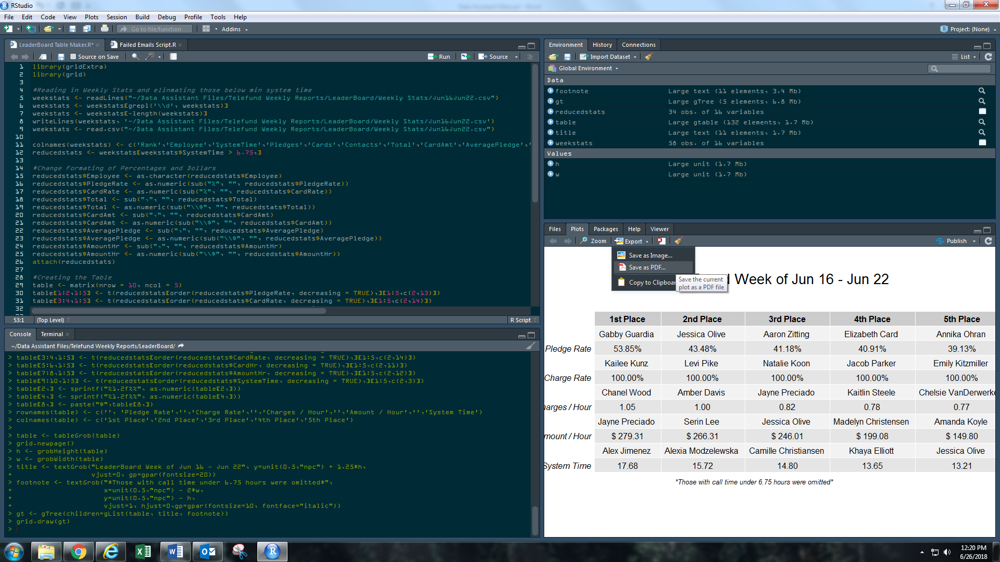 RStudio
File Edit Code View Plots Session Build Debug Profile Tools Help
Go to file/function Addins Project: (None)
LeaderBoard Table Maker.R* Failed Emails Script.R
Source on Save Run Source
1 library(gridExtra)
2 library(grid)
3
4 #Reading in Weekly Stats and elinmating those below min system time
5 weekstats <- readLines("~/Data Assistant Files/Telefund Weekly Reports/LeaderBoard/Weekly Stats/Jun16Jun22.csv")
6 weekstats <- weekstats[grepl('\\d', weekstats)]
7 weekstats <- weekstats[-length(weekstats)]
8 writeLines(weekstats, '~/Data Assistant Files/Telefund Weekly Reports/LeaderBoard/Weekly Stats/Jun16Jun22.csv')
9 weekstats <- read.csv("~/Data Assistant Files/Telefund Weekly Reports/LeaderBoard/Weekly Stats/Jun16Jun22.csv")
10
11 colnames(weekstats) <- c('Rank','Employee','SystemTime','Pledges','Cards','Contacts','Total','CardAmt','AveragePledge','
12 reducedstats <- weekstats[weekstats$SystemTime > 6.75,]
13
14 #Change Formating of Percentages and Dollars
15 reducedstats$Employee <- as.character(reducedstats$Employee)
16 reducedstats$PledgeRate <- as.numeric(sub("%", "", reducedstats$PledgeRate))
17 reducedstats$CardRate <- as.numeric(sub("%", "", reducedstats$CardRate))
18 reducedstats$Total <- sub(",", "", reducedstats$Total)
19 reducedstats$Total <- as.numeric(sub("\\$", "", reducedstats$Total))
20 reducedstats$CardAmt <- sub(",", "", reducedstats$CardAmt)
21 reducedstats$CardAmt <- as.numeric(sub("\\$", "", reducedstats$CardAmt))
22 reducedstats$AveragePledge <- sub(",", "", reducedstats$AveragePledge)
23 reducedstats$AveragePledge <- as.numeric(sub("\\$", "", reducedstats$AveragePledge))
24 reducedstats$AmountHr <- sub(",", "", reducedstats$AmountHr)
25 reducedstats$AmountHr <- as.numeric(sub("\\$", "", reducedstats$AmountHr))
26 attach(reducedstats)
27
28 #Creating the Table
29 table <- matrix(nrow = 10, ncol = 5)
30 table[1:2,1:5] <- t(reducedstats[order(reducedstats$PledgeRate, decreasing = TRUE),][1:5,c(2,13)])
31 table[3:4,1:5] <- t(reducedstats[order(reducedstats$CardRate, decreasing = TRUE),][1:5,c(2,14)])
32
53:1 (Top Level) R Script
Console Terminal
~/Data Assistant Files/Telefund Weekly Reports/LeaderBoard/
> table[3:4,1:5] <- t(reducedstats[order(reducedstats$CardRate, decreasing = TRUE),][1:5,c(2,14)])
> table[5:6,1:5] <- t(reducedstats[order(reducedstats$CardHr, decreasing = TRUE),][1:5,c(2,11)])
> table[7:8,1:5] <- t(reducedstats[order(reducedstats$AmountHr, decreasing = TRUE),][1:5,c(2,12)])
> table[9:10,1:5] <- t(reducedstats[order(reducedstats$SystemTime, decreasing = TRUE),][1:5,c(2,3)])
> table[2,] <- sprintf("%1.2f%%", as.numeric(table[2,]))
> table[4,] <- sprintf("%1.2f%%", as.numeric(table[4,]))
> table[8,] <- paste("$",table[8,])
> rownames(table) <- c('', 'Pledge Rate','','Charge Rate','','Charges / Hour','','Amount / Hour','','System Time')
> colnames(table) <- c('1st Place','2nd Place','3rd Place','4th Place','5th Place')
>
> table <- tableGrob(table)
> grid.newpage()
> h <- grobHeight(table)
> w <- grobWidth(table)
> title <- textGrob("LeaderBoard Week of Jun 16 - Jun 22", y=unit(0.5,"npc") + 1.25*h,
+ vjust=0, gp=gpar(fontsize=20))
> footnote <- textGrob("*Those with call time under 6.75 hours were omitted*",
+ x=unit(0.5,"npc") - 2*w,
+ y=unit(0.5,"npc") - h,
+ vjust=1, hjust=0,gp=gpar(fontsize=10, fontface="italic"))
> gt <- gTree(children=gList(table, title, footnote))
> grid.draw(gt)
>
Environment History Connections
Import Dataset List
Global Environment
Data
footnote Large text (11 elements, 3.4 Mb)
gt Large gTree (5 elements, 6.8 Mb)
reducedstats 34 obs. of 16 variables
table Large gtable (132 elements, 1.7 Mb)
title Large text (11 elements, 1.7 Mb)
weekstats 58 obs. of 16 variables
Values
h Large unit (1.7 Mb)
w Large unit (1.7 Mb)
Files Plots Packages Help Viewer
Zoom Export Publish
Save as Image...
Save as PDF...
Copy to Clipboar
Save the current
plot as a PDF file
d Week of Jun 16 - Jun 22
1st Place 2nd Place 3rd Place 4th Place 5th Place
Gabby Guardia Jessica Olive Aaron Zitting Elizabeth Card Annika Ohran
Pledge Rate 53.85% 43.48% 41.18% 40.91% 39.13%
Kailee Kunz Levi Pike Natalie Koon Jacob Parker Emily Kitzmiller
Charge Rate 100.00% 100.00% 100.00% 100.00% 100.00%
Chanel Wood Amber Davis Jayne Preciado Kaitlin Steele Chelsie VanDerwerke
harges / Hour 1.05 1.00 0.82 0.78 0.77
Jayne Preciado Serin Lee Jessica Olive Madelyn Christensen Amanda Koyle
mount / Hour $ 279.31 $ 266.31 $ 246.01 $ 199.08 $ 149.80
Alex Jimenez Alexia Modzelewska Camille Christiansen Khaya Elliott Jessica Olive
System Time 17.68 15.72 14.80 13.65 13.21
*Those with call time under 6.75 hours were omitted*
12:20 PM
6/26/2018